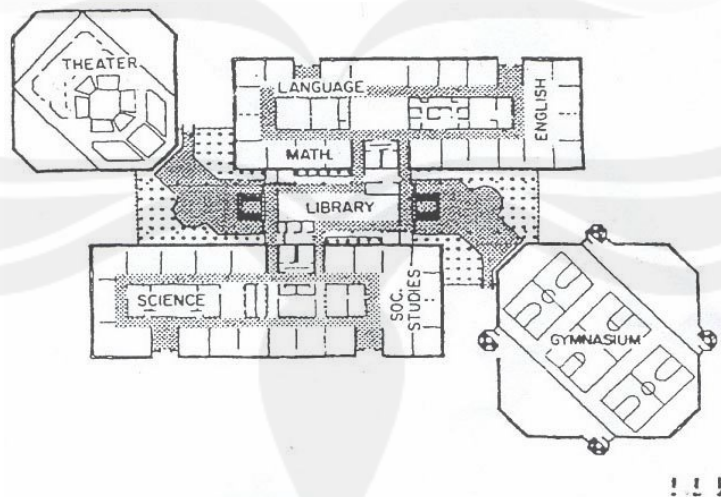 THEATER
LANGUAGE
ENGLISH
MATH.
LIBRARY
SCIENCE
SOC.
STUDIES
GYMNASIUM